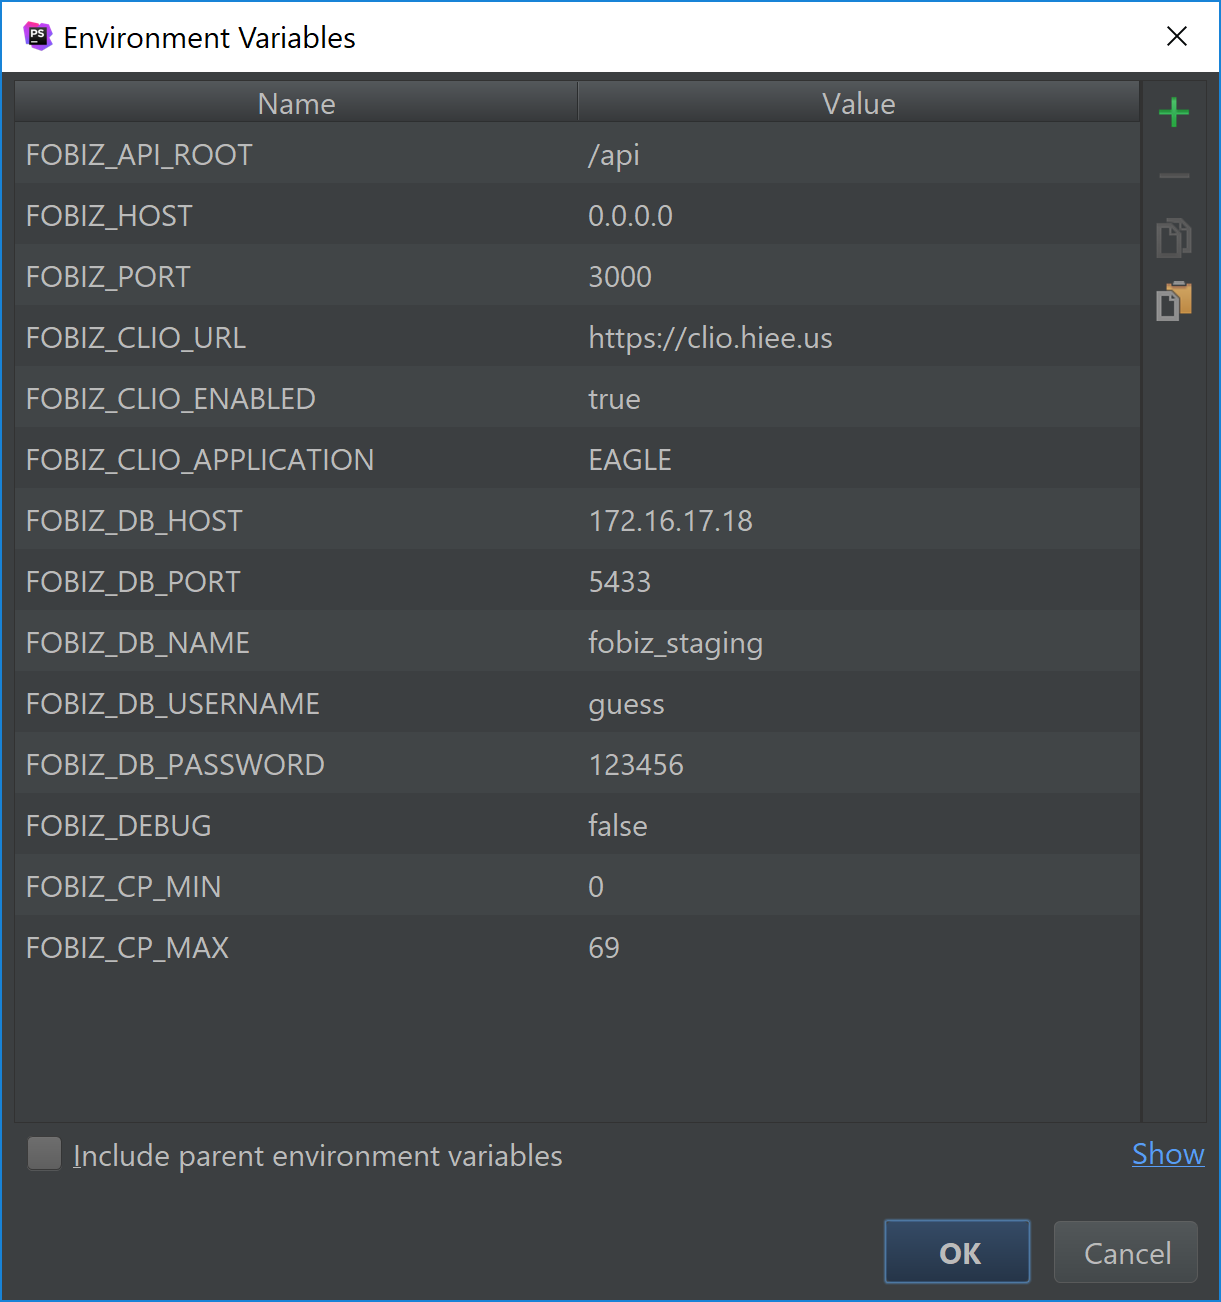 PS
Environment Variables
Name Value
FOBIZ_API_ROOT /api
FOBIZ_HOST 0.0.0.0
FOBIZ_PORT 3000
FOBIZ_CLIO_URL https://clio.hiee.us
FOBIZ_CLIO_ENABLED true
FOBIZ_CLIO_APPLICATION EAGLE
FOBIZ_DB_HOST 172.16.17.18
FOBIZ_DB_PORT 5433
FOBIZ_DB_NAME fobiz_staging
FOBIZ_DB_USERNAME guess
FOBIZ_DB_PASSWORD 123456
FOBIZ_DEBUG false
FOBIZ_CP_MIN 0
FOBIZ_CP_MAX 69
Include parent environment variables Show
OK Cancel